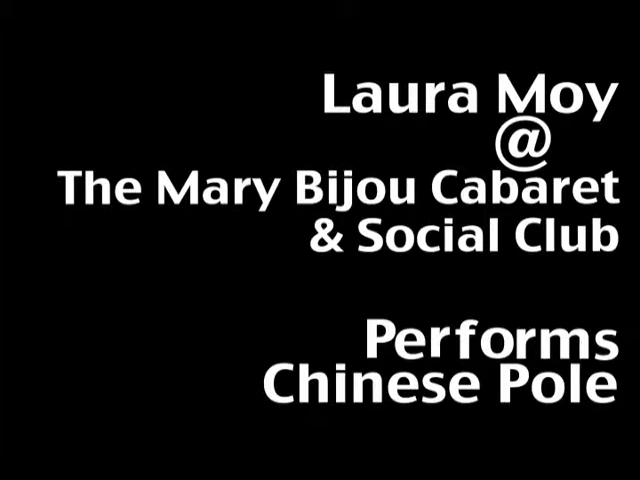 Laura Moy
@
The Mary Bijou Cabaret
& Social Club
Performs
Chinese Pole